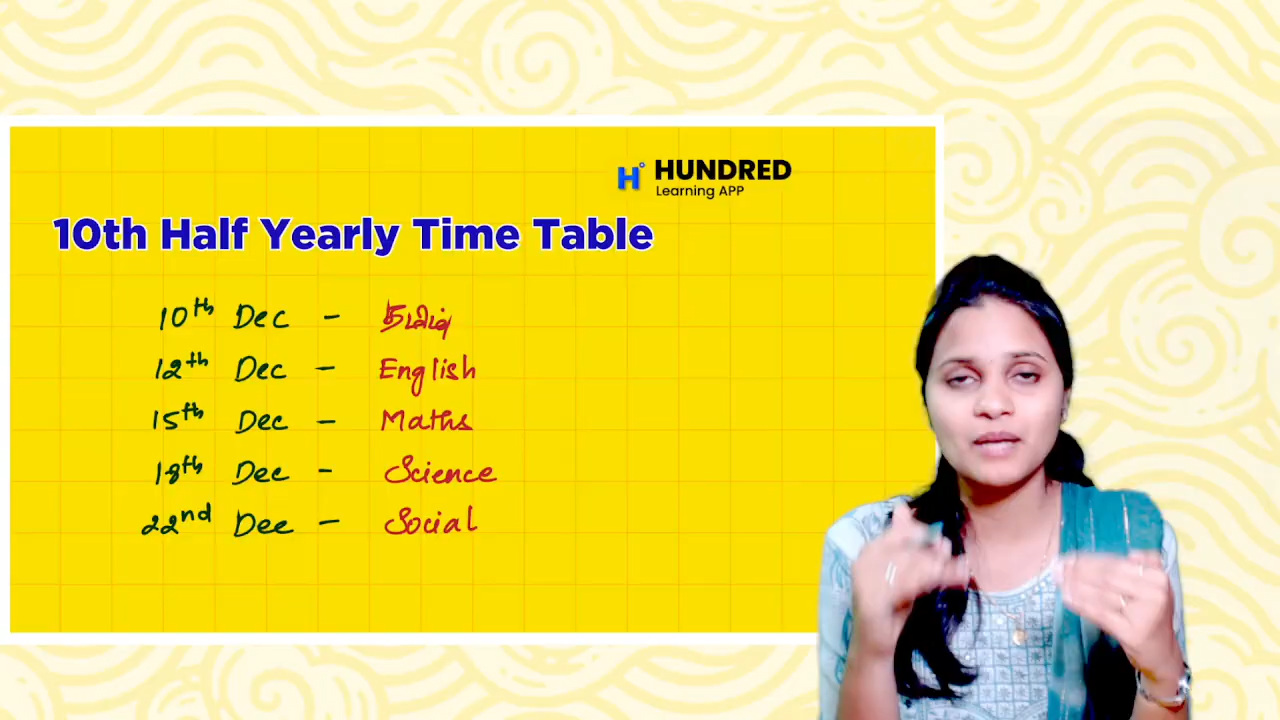 H° HUNDRED
Learning APP
10th Half Yearly Time Table
10th Dec - தமிழ்
12th Dec - English
15th Dec - Maths
18th Dec - Science
22nd Dec - Social